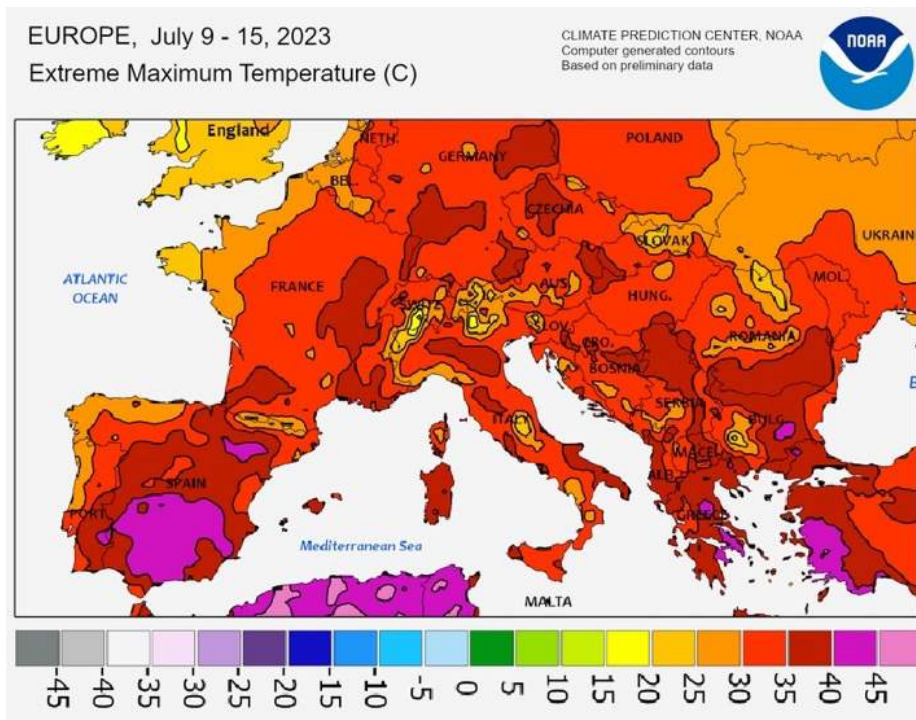 EUROPE, July 9 - 15, 2023
Extreme Maximum Temperature (C)
CLIMATE PREDICTION CENTER, NOAA
Computer generated contours
Based on preliminary data
NOAA
England
NETH.
GERMANY
POLAND
BEL.
CZECHIA
SLOVAK
UKRAIN
ATLANTIC
OCEAN
FRANCE
SWITZ
AUS.
HUNG.
MOL.
SLOV.
CRO.
ROMANIA
BOSNIA
B
SERBIA
ITALY
BULG.
MACED
ALB.
SPAIN
PORT.
GREECE
Mediterranean Sea
MALTA
-45 -40 -35 -30 -25 -20 -15 -10 -5 0 5 10 15 20 25 30 35 40 45